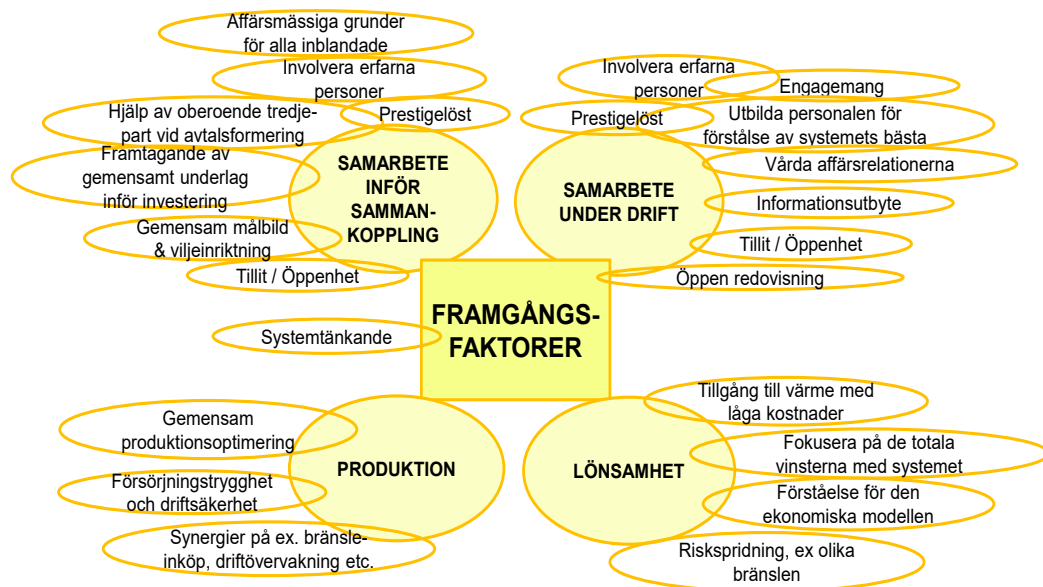 Affärsmässiga grunder
för alla inblandade
Involvera erfarna
personer
Prestigelöst
Hjälp av oberoende tredje-
part vid avtalsformering
Framtagande av
gemensamt underlag
inför investering
Gemensam målbild
& viljeinriktning
Tillit / Öppenhet
SAMARBETE
INFÖR
SAMMAN-
KOPPLING
Involvera erfarna
personer
Engagemang
Prestigelöst
Utbilda personalen för
förstålse av systemets bästa
Vårda affärsrelationerna
Informationsutbyte
Tillit / Öppenhet
Öppen redovisning
SAMARBETE
UNDER DRIFT
FRAMGÅNGS-
FAKTORER
Systemtänkande
Gemensam
produktionsoptimering
Försörjningstrygghet
och driftsäkerhet
Synergier på ex. bränsle-
inköp, driftövervakning etc.
PRODUKTION
LÖNSAMHET
Tillgång till värme med
låga kostnader
Fokusera på de totala
vinsterna med systemet
Förståelse för den
ekonomiska modellen
Riskspridning, ex olika
bränslen